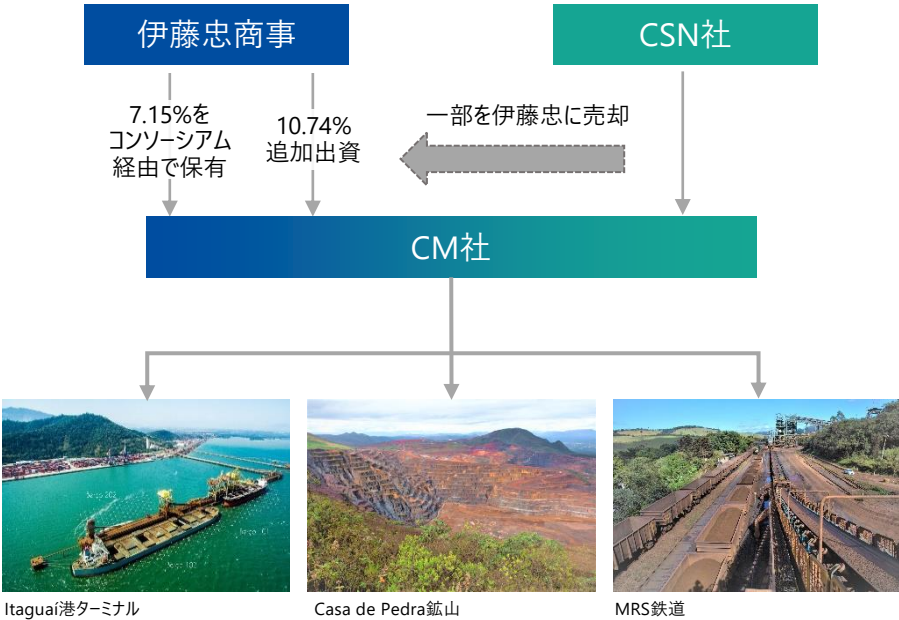 伊藤忠商事
CSN社
7.15%を
コンソーシアム
経由で保有
10.74%
追加出資
一部を伊藤忠に売却
CM社
Itaguaí港ターミナル
Casa de Pedra鉱山
MRS鉄道